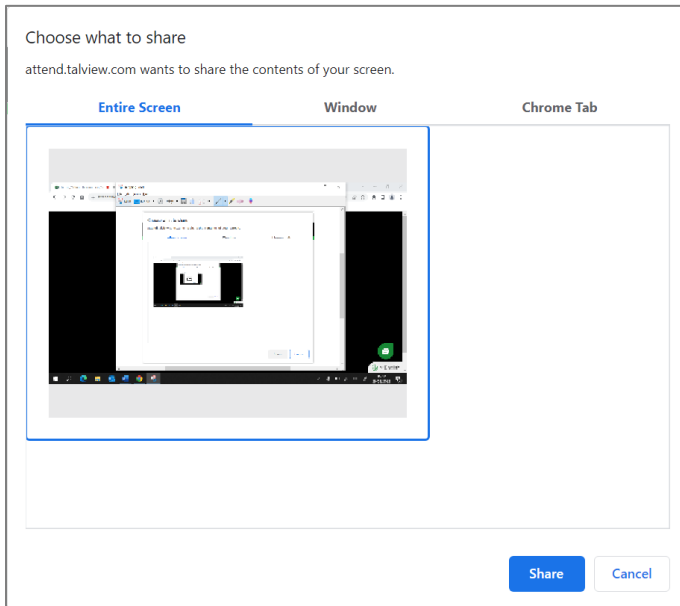 Choose what to share
attend.talview.com wants to share the contents of your screen.
Entire Screen Window Chrome Tab
Share Cancel